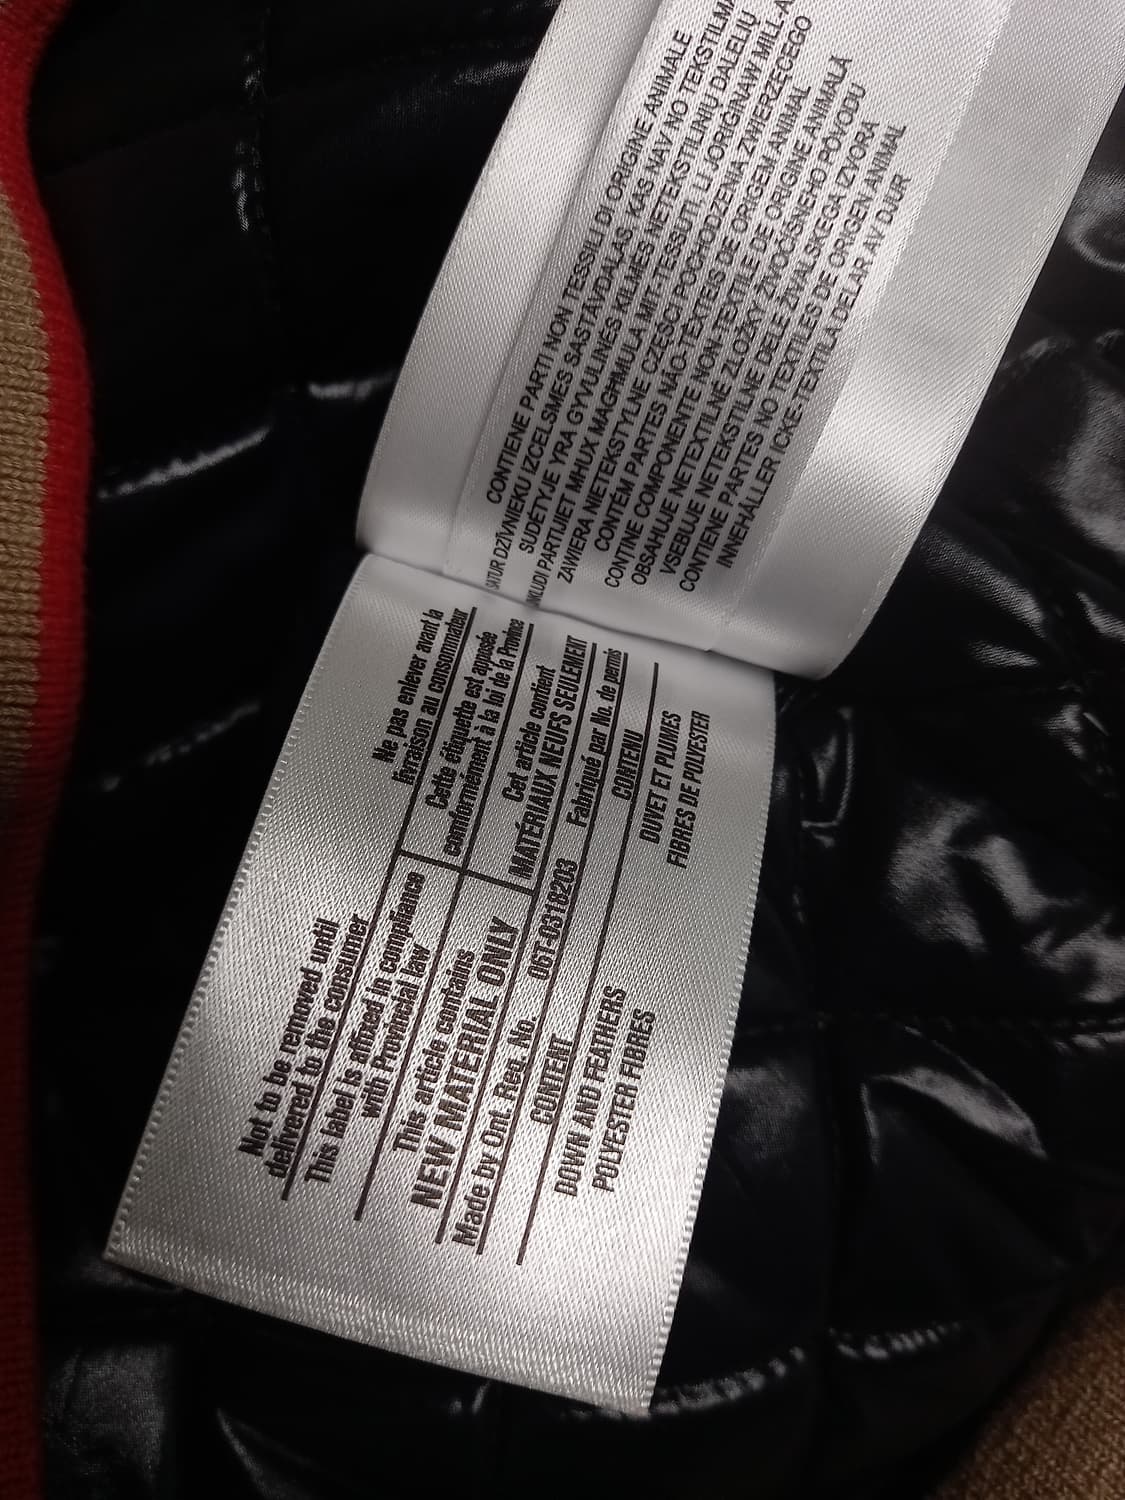 CONTIENE PARTI NON TESSILI DI ORIGINE ANIMALE
SATUR DZĪVNIEKU IZCELSMES SASTĀVDAĻAS, KAS NAV NO TEKSTILMA
SUDĖTYJE YRA GYVULINĖS KILMĖS NETEKSTILINIŲ DALELIŲ
JINKLUDI PARTIJIET MHUX MAGHMULA MIT-TESSUTI, LI JORIĠINAW MILL-A
ZAWIERA NIETEKSTYLNE CZĘŚCI POCHODZENIA ZWIERZĘCEGO
CONTÉM PARTES NÃO-TÊXTEIS DE ORIGEM ANIMAL
CONTINE COMPONENTE NON-TEXTILE DE ORIGINE ANIMALĂ
OBSAHUJE NETEXTILNÉ ZLOŽKY ŽIVOČÍŠNEHO PÔVODU
VSEBUJE NETEKSTILNE DELE ŽIVALSKEGA IZVORA
CONTIENE PARTES NO TEXTILES DE ORIGEN ANIMAL
INNEHÅLLER ICKE-TEXTILA DELAR AV DJUR
Not to be removed until
delivered to the consumer
Ne pas enlever avant la
livraison au consommateur
This label is affixed in compliance
with Provincial law
Cette étiquette est apposée
conformément à la loi de la Province
This article contains
NEW MATERIAL ONLY
Cet article contient
MATÉRIAUX NEUFS SEULEMENT
Made by Ont. Reg. No. 06T-0318203 Fabriqué par No. de permis
CONTENT CONTENU
DOWN AND FEATHERS DUVET ET PLUMES
POLYESTER FIBRES FIBRES DE POLYESTER